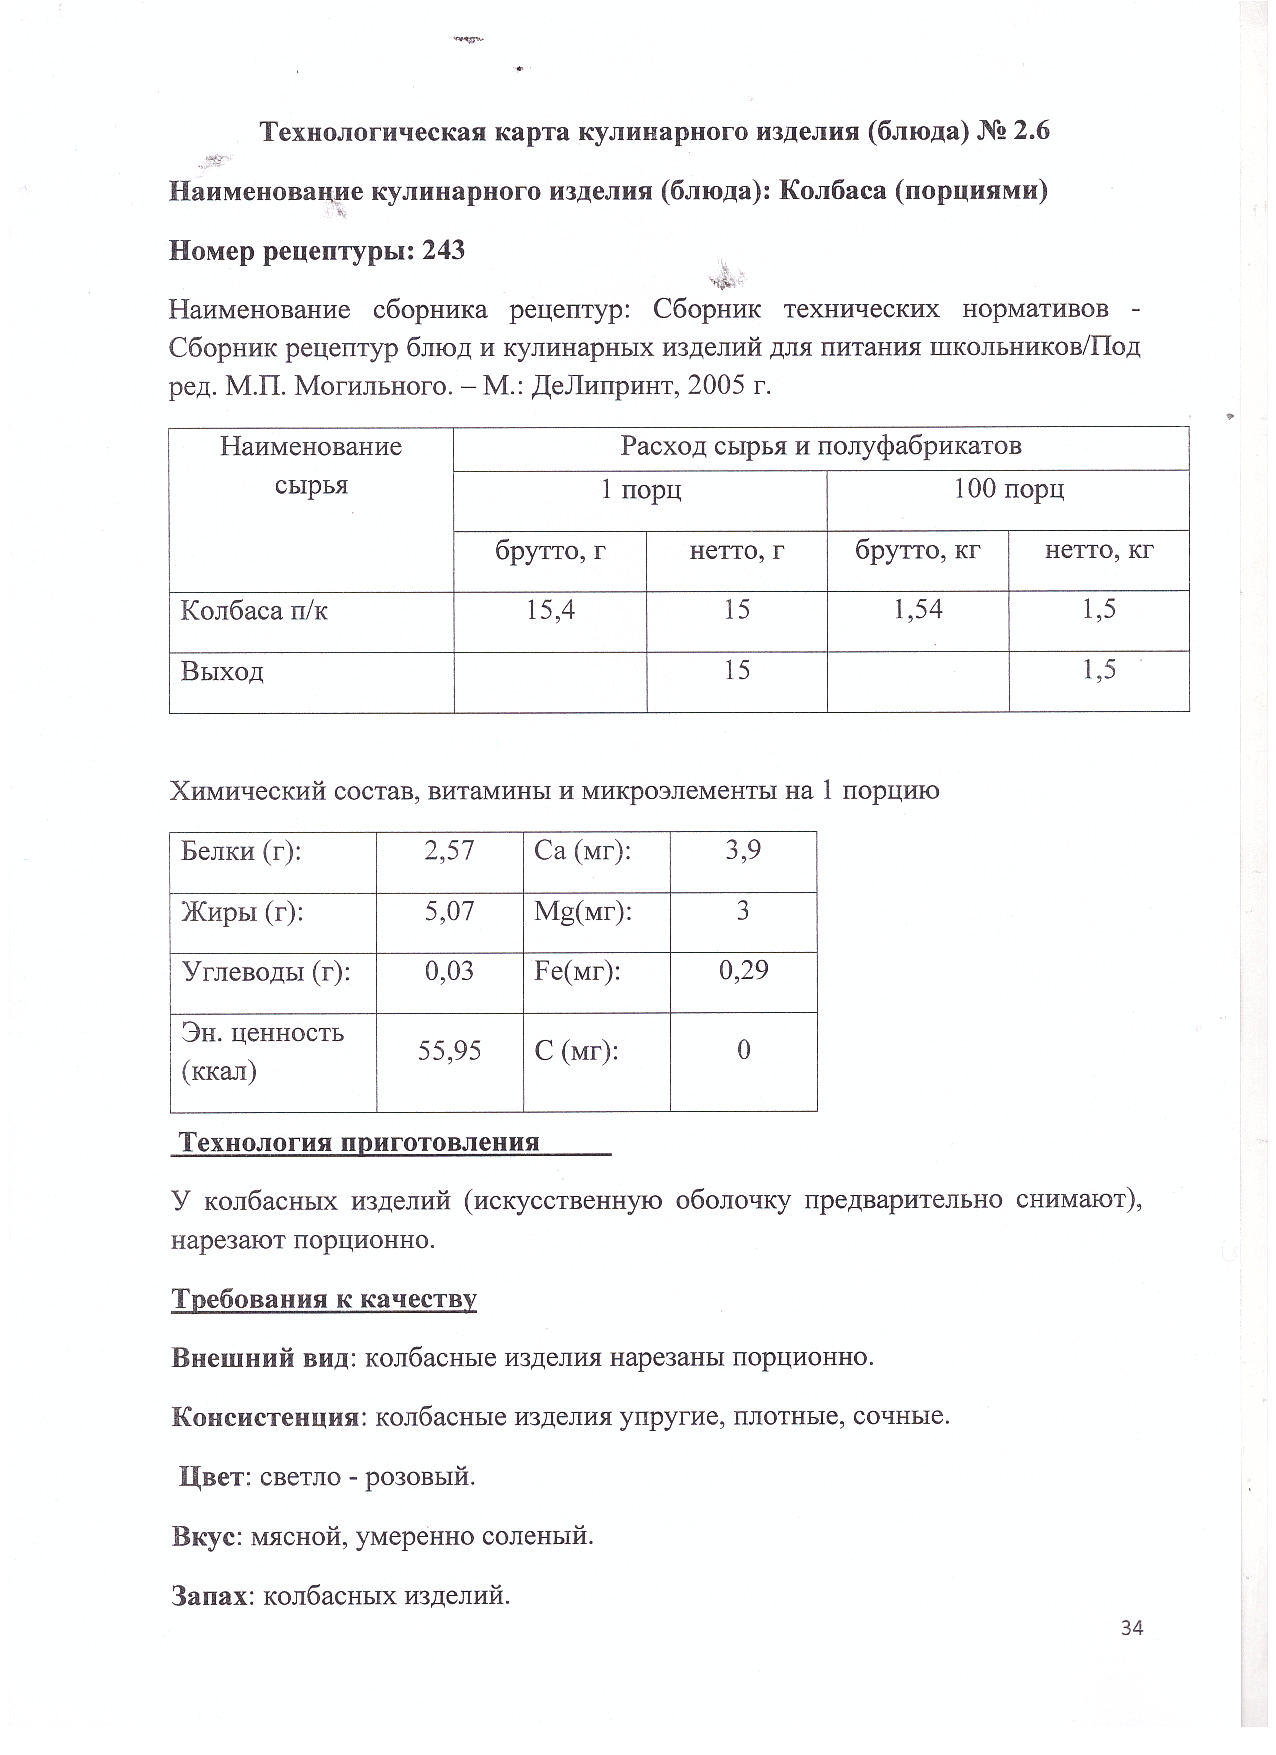 Технологическая карта кулинарного изделия (блюда) № 2.6
Наименование кулинарного изделия (блюда): Колбаса (порциями)
Номер рецептуры: 243
Наименование сборника рецептур: Сборник технических нормативов -
Сборник рецептур блюд и кулинарных изделий для питания школьников/Под
ред. М.П. Могильного. – М.: ДеЛипринт, 2005 г.
Наименование сырья
Расход сырья и полуфабрикатов
1 порц 100 порц
брутто, г нетто, г брутто, кг нетто, кг
Колбаса п/к 15,4 15 1,54 1,5
Выход 15 1,5
Химический состав, витамины и микроэлементы на 1 порцию
Белки (г): 2,57 Ca (мг): 3,9
Жиры (г): 5,07 Mg(мг): 3
Углеводы (г): 0,03 Fe(мг): 0,29
Эн. ценность (ккал) 55,95 C (мг): 0
Технология приготовления
У колбасных изделий (искусственную оболочку предварительно снимают),
нарезают порционно.
Требования к качеству
Внешний вид: колбасные изделия нарезаны порционно.
Консистенция: колбасные изделия упругие, плотные, сочные.
Цвет: светло - розовый.
Вкус: мясной, умеренно соленый.
Запах: колбасных изделий.
34